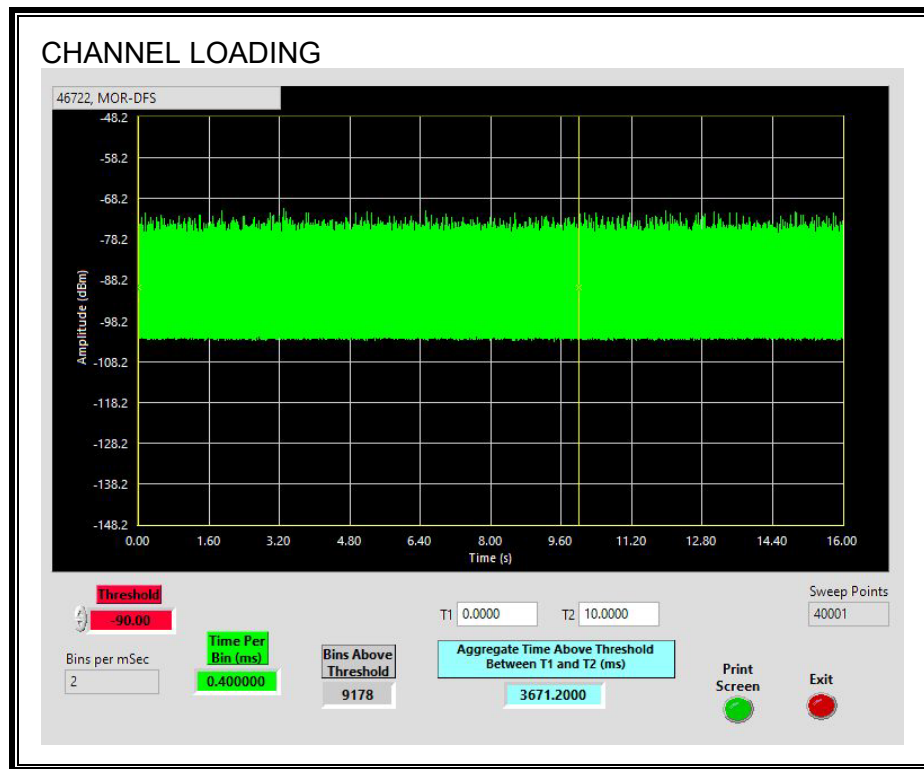 CHANNEL LOADING
46722, MOR-DFS
-48.2
-58.2
-68.2
-78.2
-88.2
-98.2
-108.2
-118.2
-128.2
-138.2
-148.2
Amplitude (dBm)
0.00 1.60 3.20 4.80 6.40 8.00 9.60 11.20 12.80 14.40 16.00
Time (s)
Threshold
-90.00
Bins per mSec
2
Time Per
Bin (ms)
0.400000
Bins Above
Threshold
9178
T1 0.0000 T2 10.0000
Aggregate Time Above Threshold
Between T1 and T2 (ms)
3671.2000
Sweep Points
40001
Print
Screen
Exit